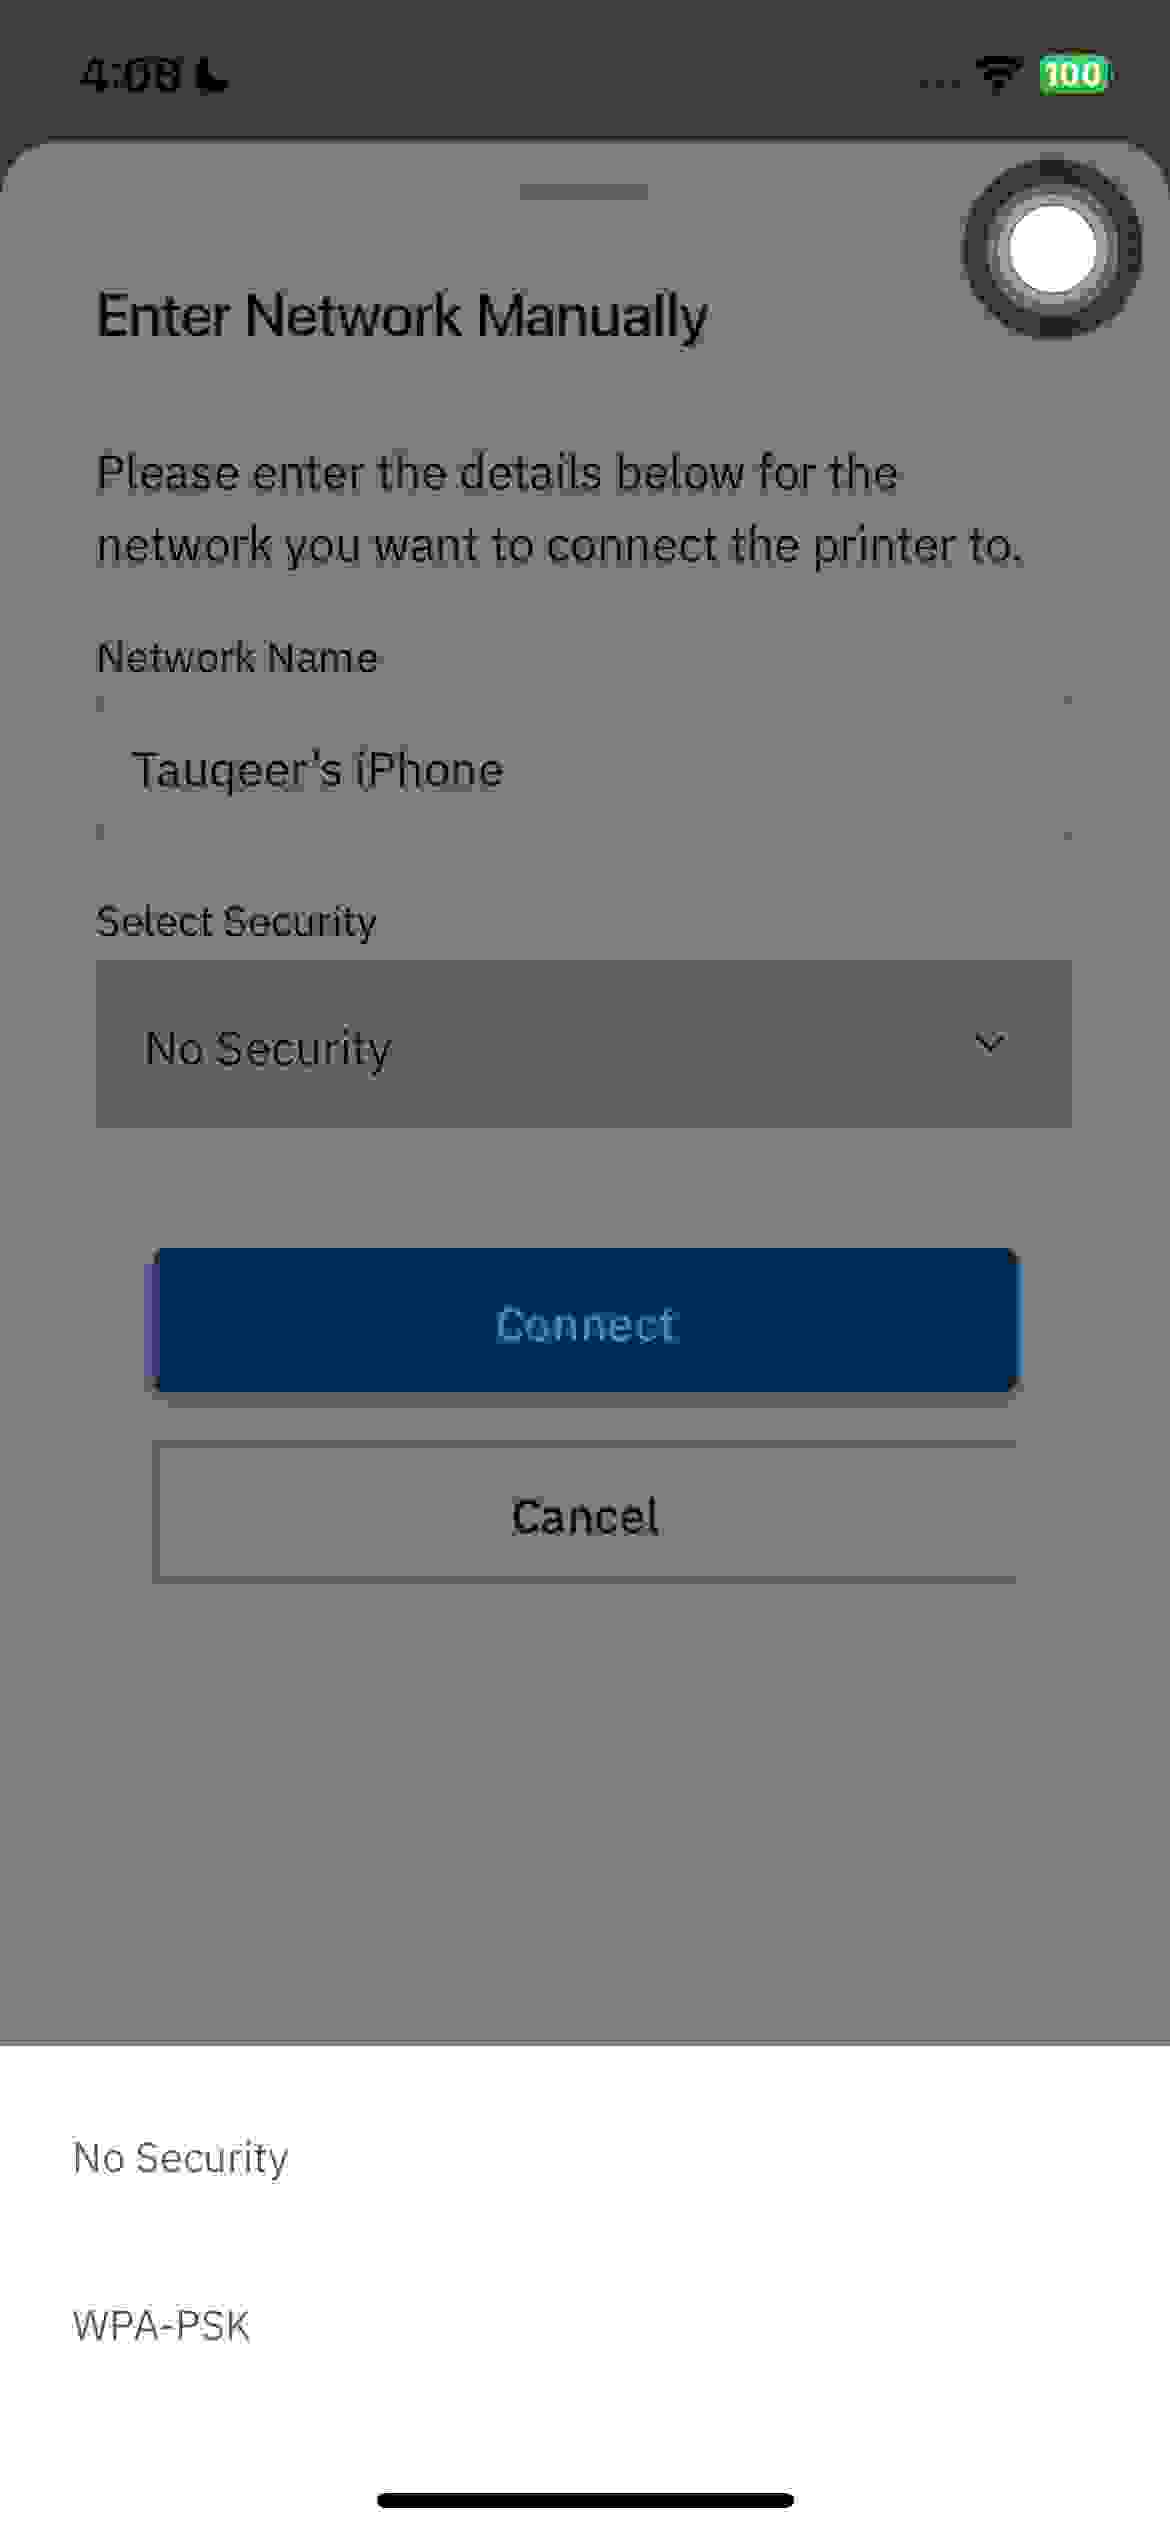 4:08
100
Enter Network Manually
Please enter the details below for the
network you want to connect the printer to.
Network Name
Tauqeer's iPhone
Select Security
No Security
Connect
Cancel
No Security
WPA-PSK